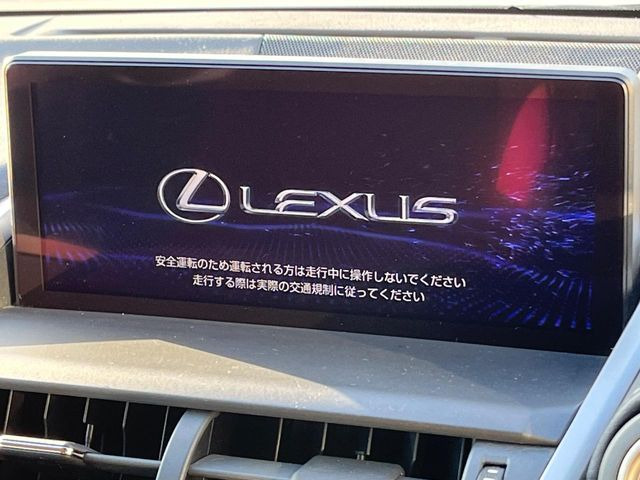 LEXUS
安全運転のため運転される方は走行中に操作しないでください
走行する際は実際の交通規制に従ってください